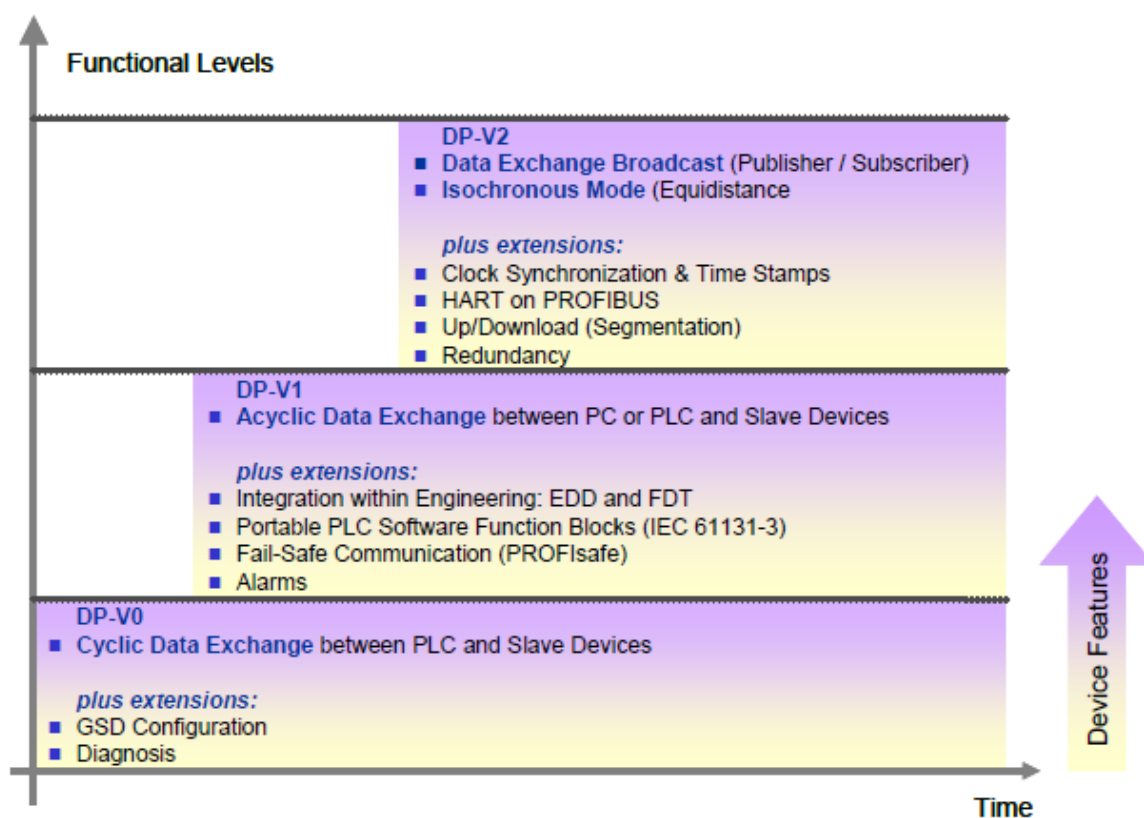 Functional Levels
DP-V2
Data Exchange Broadcast (Publisher / Subscriber)
Isochronous Mode (Equidistance
plus extensions:
Clock Synchronization & Time Stamps
HART on PROFIBUS
Up/Download (Segmentation)
Redundancy
DP-V1
Acyclic Data Exchange between PC or PLC and Slave Devices
plus extensions:
Integration within Engineering: EDD and FDT
Portable PLC Software Function Blocks (IEC 61131-3)
Fail-Safe Communication (PROFIsafe)
Alarms
DP-V0
Cyclic Data Exchange between PLC and Slave Devices
plus extensions:
GSD Configuration
Diagnosis
Device Features
Time